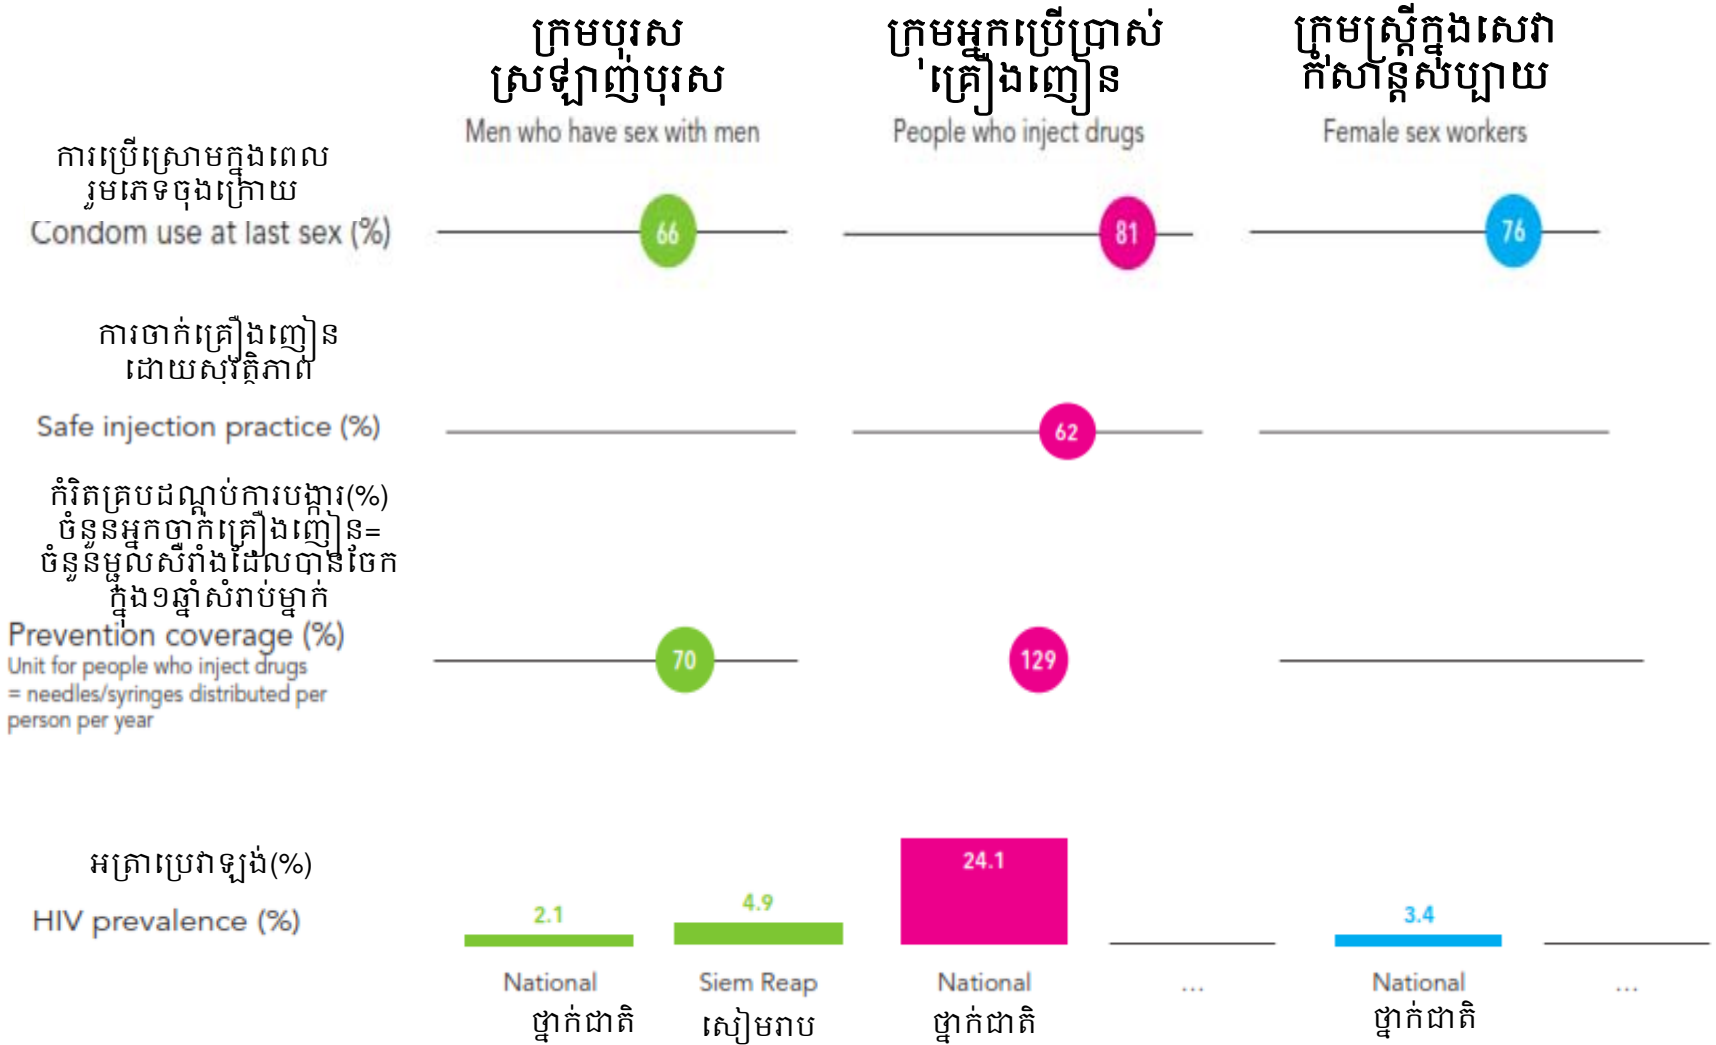 ក្រមបុរស
ស្រឡាញ់បុរស
ក្រុមអ្នកប្រើប្រាស់
គ្រឿងញៀន
ក្រុមស្រ្តីក្នុងសេវា
កំសាន្តសប្បាយ
Men who have sex with men
People who inject drugs
Female sex workers
ការប្រើស្រោមក្នុងពេល
រួមភេទចុងក្រោយ
Condom use at last sex (%)
66
81
76
ការចាក់គ្រឿងញៀន
ដោយសុវត្ថិភាព
Safe injection practice (%)
62
កំរិតគ្របដណ្តប់ការបង្ការ(%)
ចំនួនអ្នកចាក់គ្រឿងញៀន=
ចំនួនម្ជុលសឺរាំងដែលបានចែក
ក្នុង១ឆ្នាំសំរាប់ម្នាក់
Prevention coverage (%)
Unit for people who inject drugs
= needles/syringes distributed per
person per year
70
129
អត្រាប្រេវ៉ាឡង់(%)
HIV prevalence (%)
2.1
4.9
24.1
3.4
National
Siem Reap
National
...
National
...
ថ្នាក់ជាតិ
សៀមរាប
ថ្នាក់ជាតិ
ថ្នាក់ជាតិ